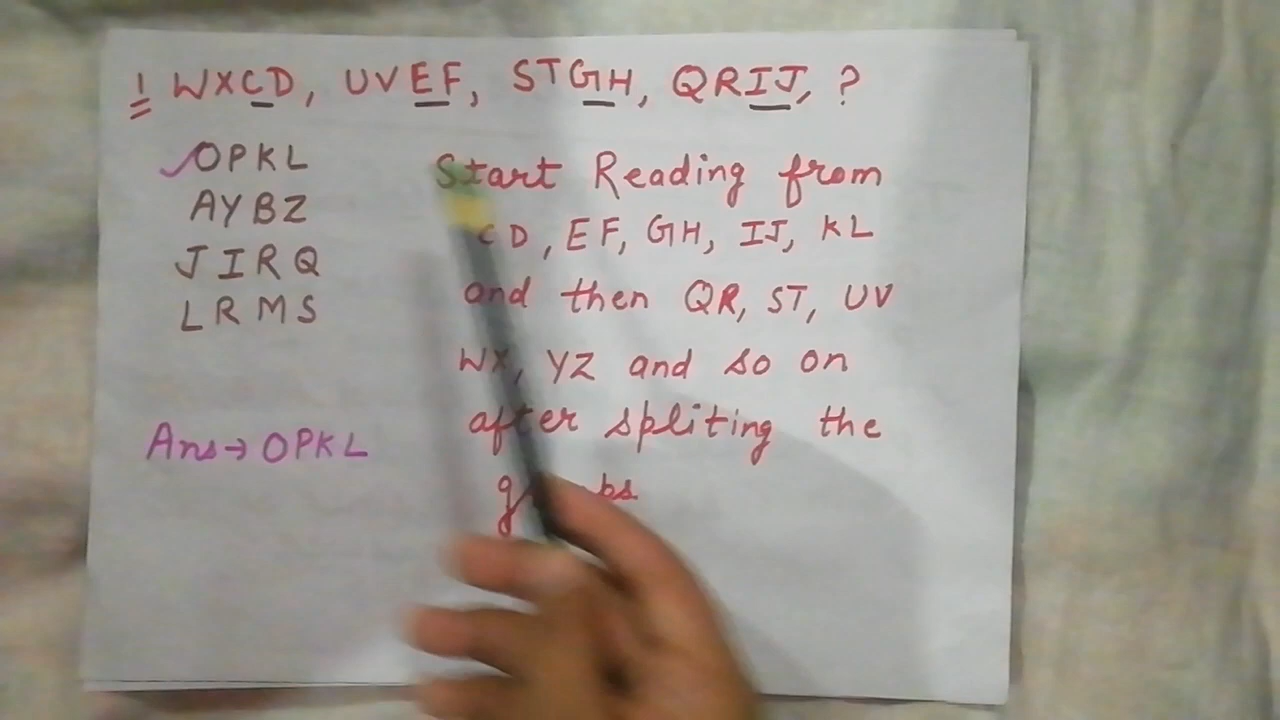 1 WXCD, UVEF, STGH, QRIJ, ?
OPKL
AYBZ
JIRQ
LRMS
Ans→ OPKL
Start Reading from
CD, EF, GH, IJ, KL
and then QR, ST, UV
WX, YZ and so on
after spliting the